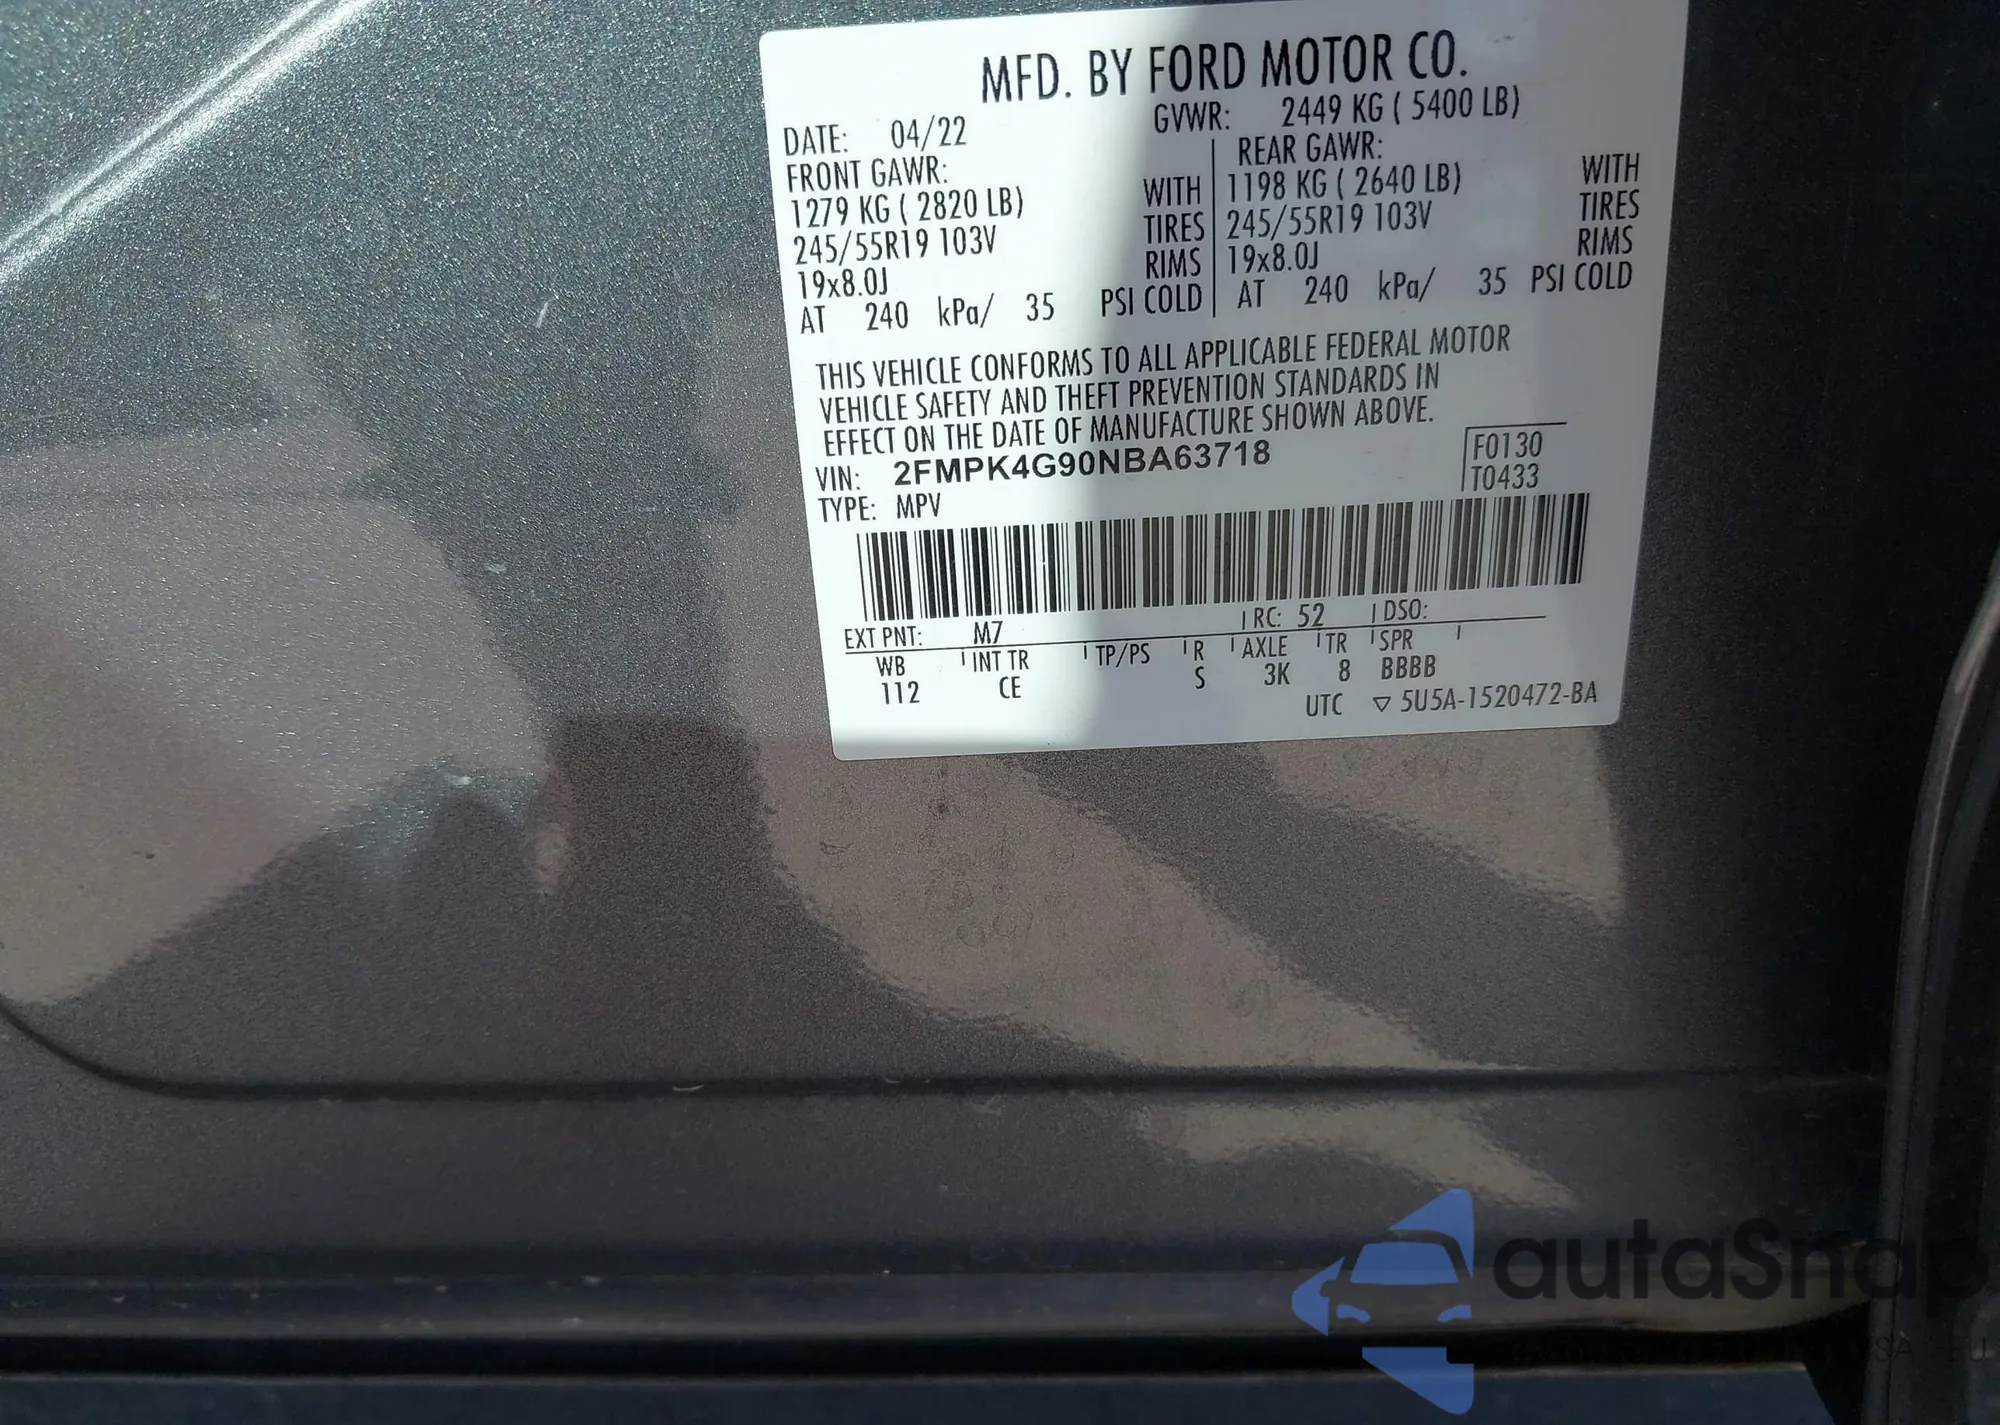 MFD. BY FORD MOTOR CO.
DATE: 04/22 GVWR: 2449 KG ( 5400 LB)
FRONT GAWR: REAR GAWR:
1279 KG ( 2820 LB) WITH 1198 KG ( 2640 LB) WITH
245/55R19 103V TIRES 245/55R19 103V TIRES
19x8.0J RIMS 19x8.0J RIMS
AT 240 kPa/ 35 PSI COLD AT 240 kPa/ 35 PSI COLD
THIS VEHICLE CONFORMS TO ALL APPLICABLE FEDERAL MOTOR
VEHICLE SAFETY AND THEFT PREVENTION STANDARDS IN
EFFECT ON THE DATE OF MANUFACTURE SHOWN ABOVE.
VIN: 2FMPK4G90NBA63718 F0130
TYPE: MPV T0433
EXT PNT: M7 RC: 52 DSO:
WB INT TR TP/PS R AXLE TR SPR
112 CE S 3K 8 BBBB
UTC ▽ 5U5A-1520472-BA
autaSnap